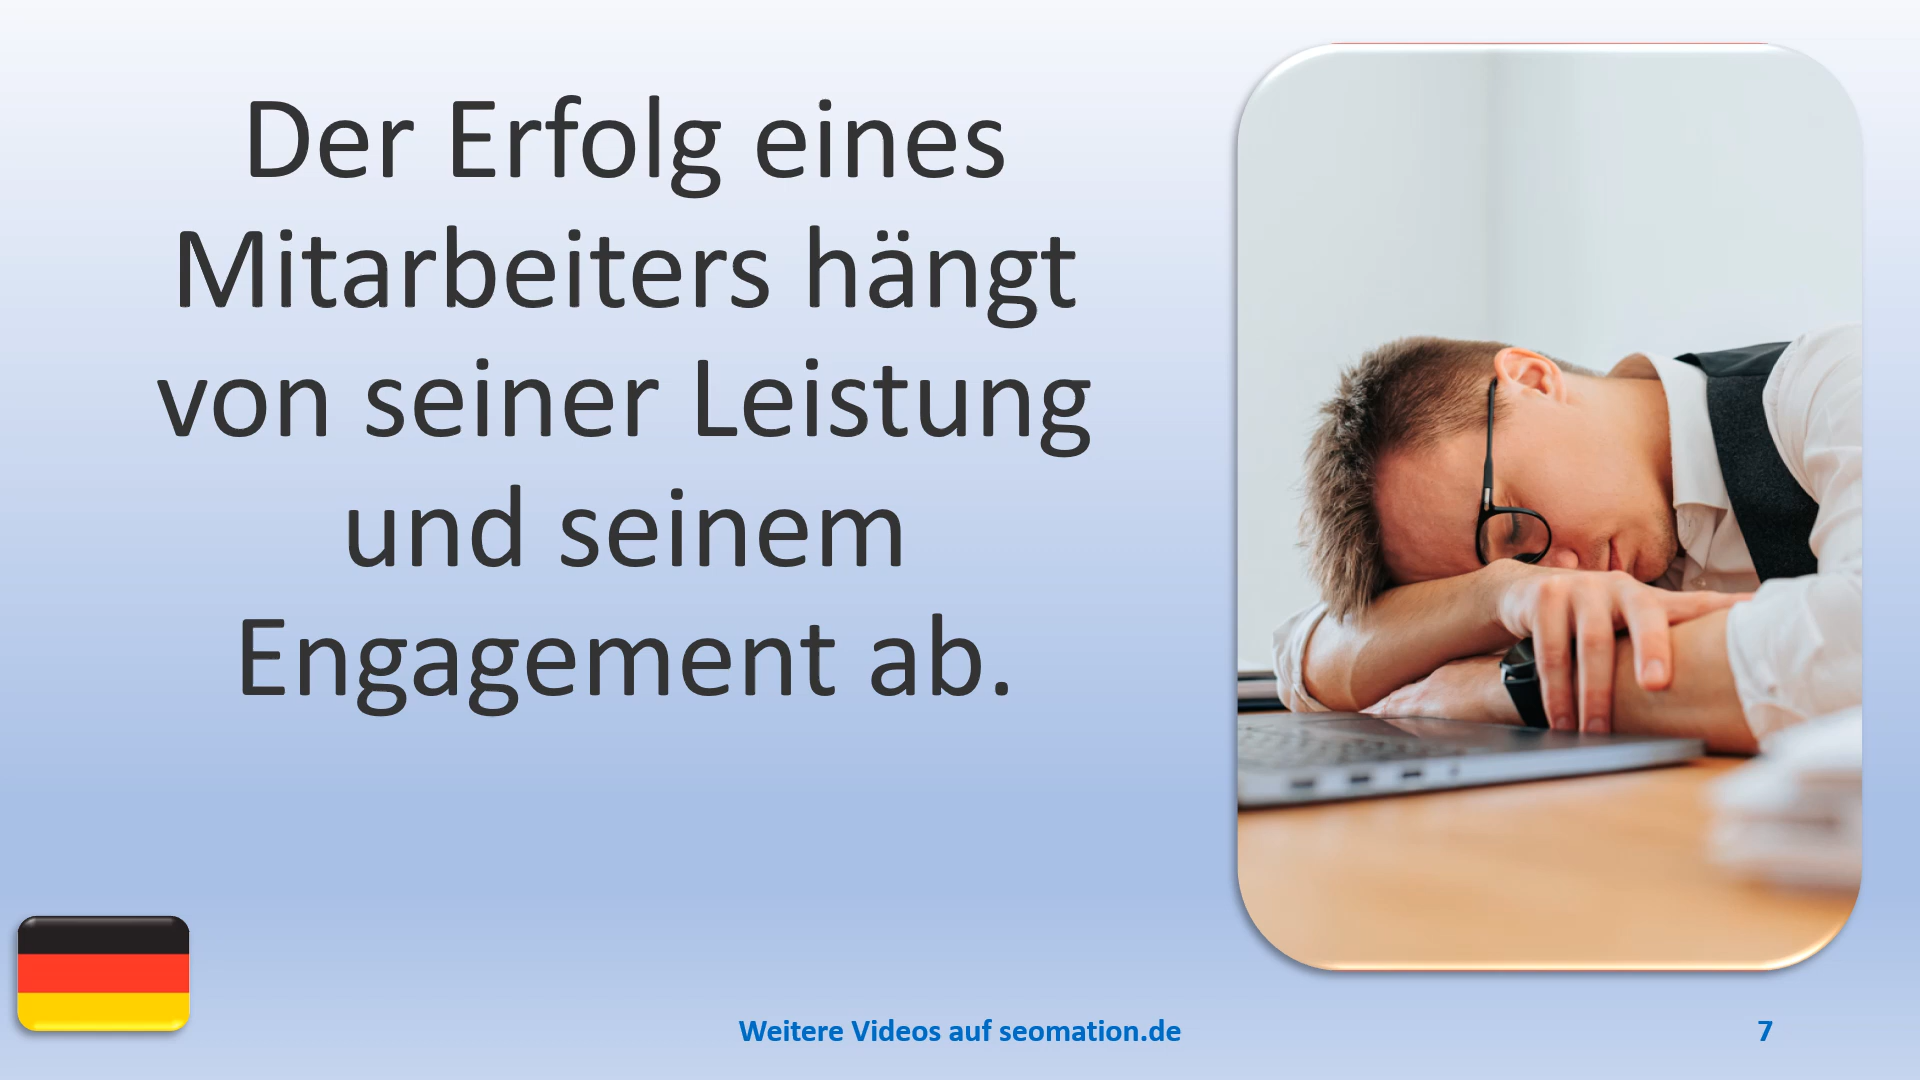 Der Erfolg eines
Mitarbeiters hängt
von seiner Leistung
und seinem
Engagement ab.
Weitere Videos auf seomation.de
7